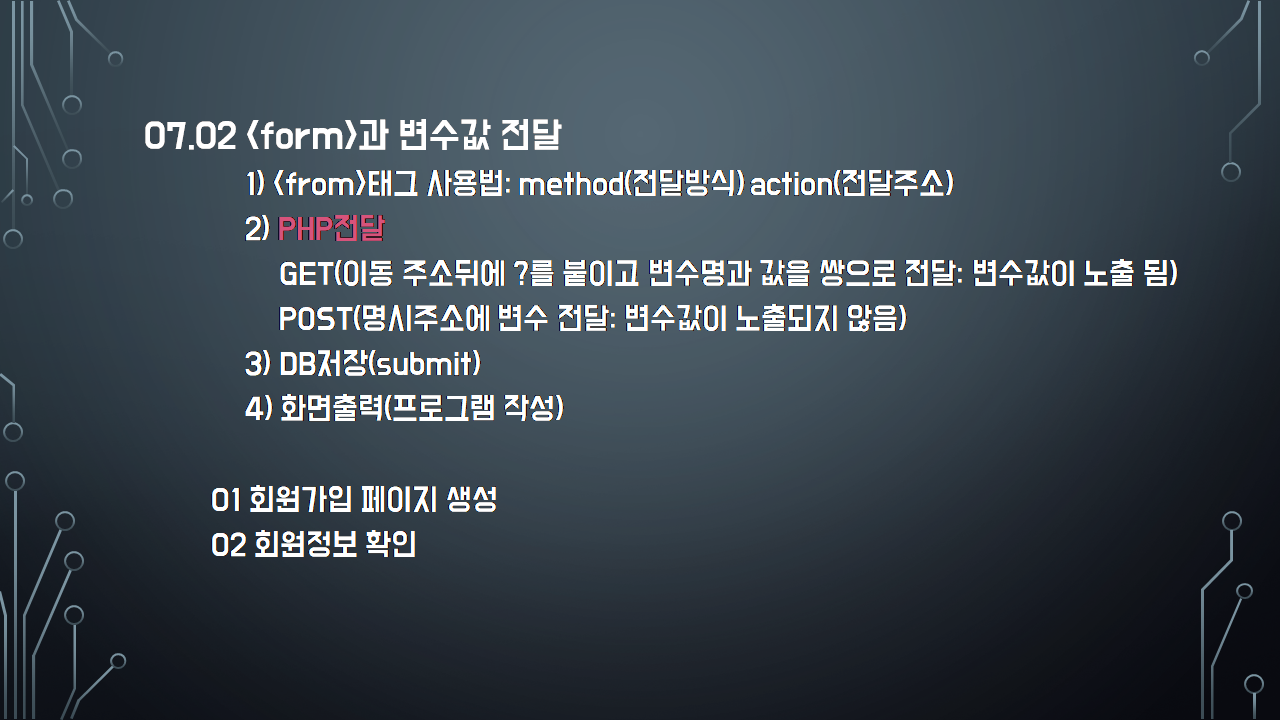 07.02 <form>과 변수값 전달
1) <from>태그 사용법: method(전달방식) action(전달주소)
2) PHP전달
GET(이동 주소뒤에 ?를 붙이고 변수명과 값을 쌍으로 전달: 변수값이 노출 됨)
POST(명시주소에 변수 전달: 변수값이 노출되지 않음)
3) DB저장(submit)
4) 화면출력(프로그램 작성)
01 회원가입 페이지 생성
02 회원정보 확인